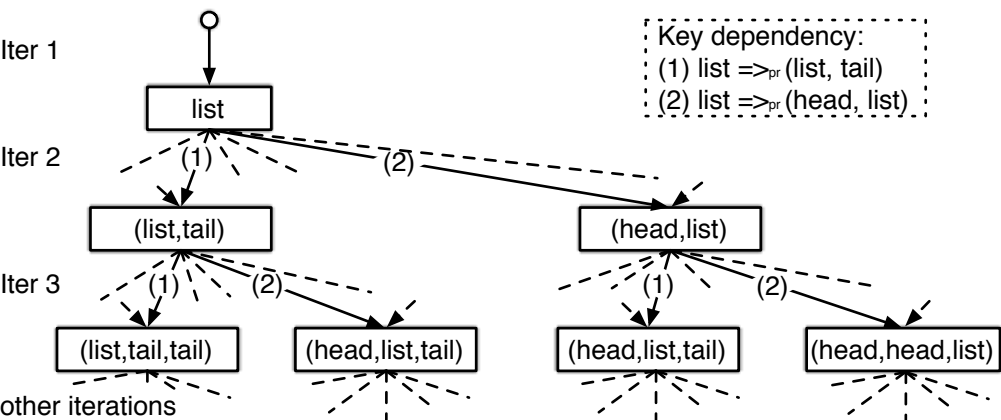 Iter 1
Key dependency:
(1) list =>pr (list, tail)
(2) list =>pr (head, list)
list
Iter 2
(1)
(2)
(list,tail)
(head,list)
Iter 3
(1)
(2)
(1)
(2)
(list,tail,tail)
(head,list,tail)
(head,list,tail)
(head,head,list)
other iterations